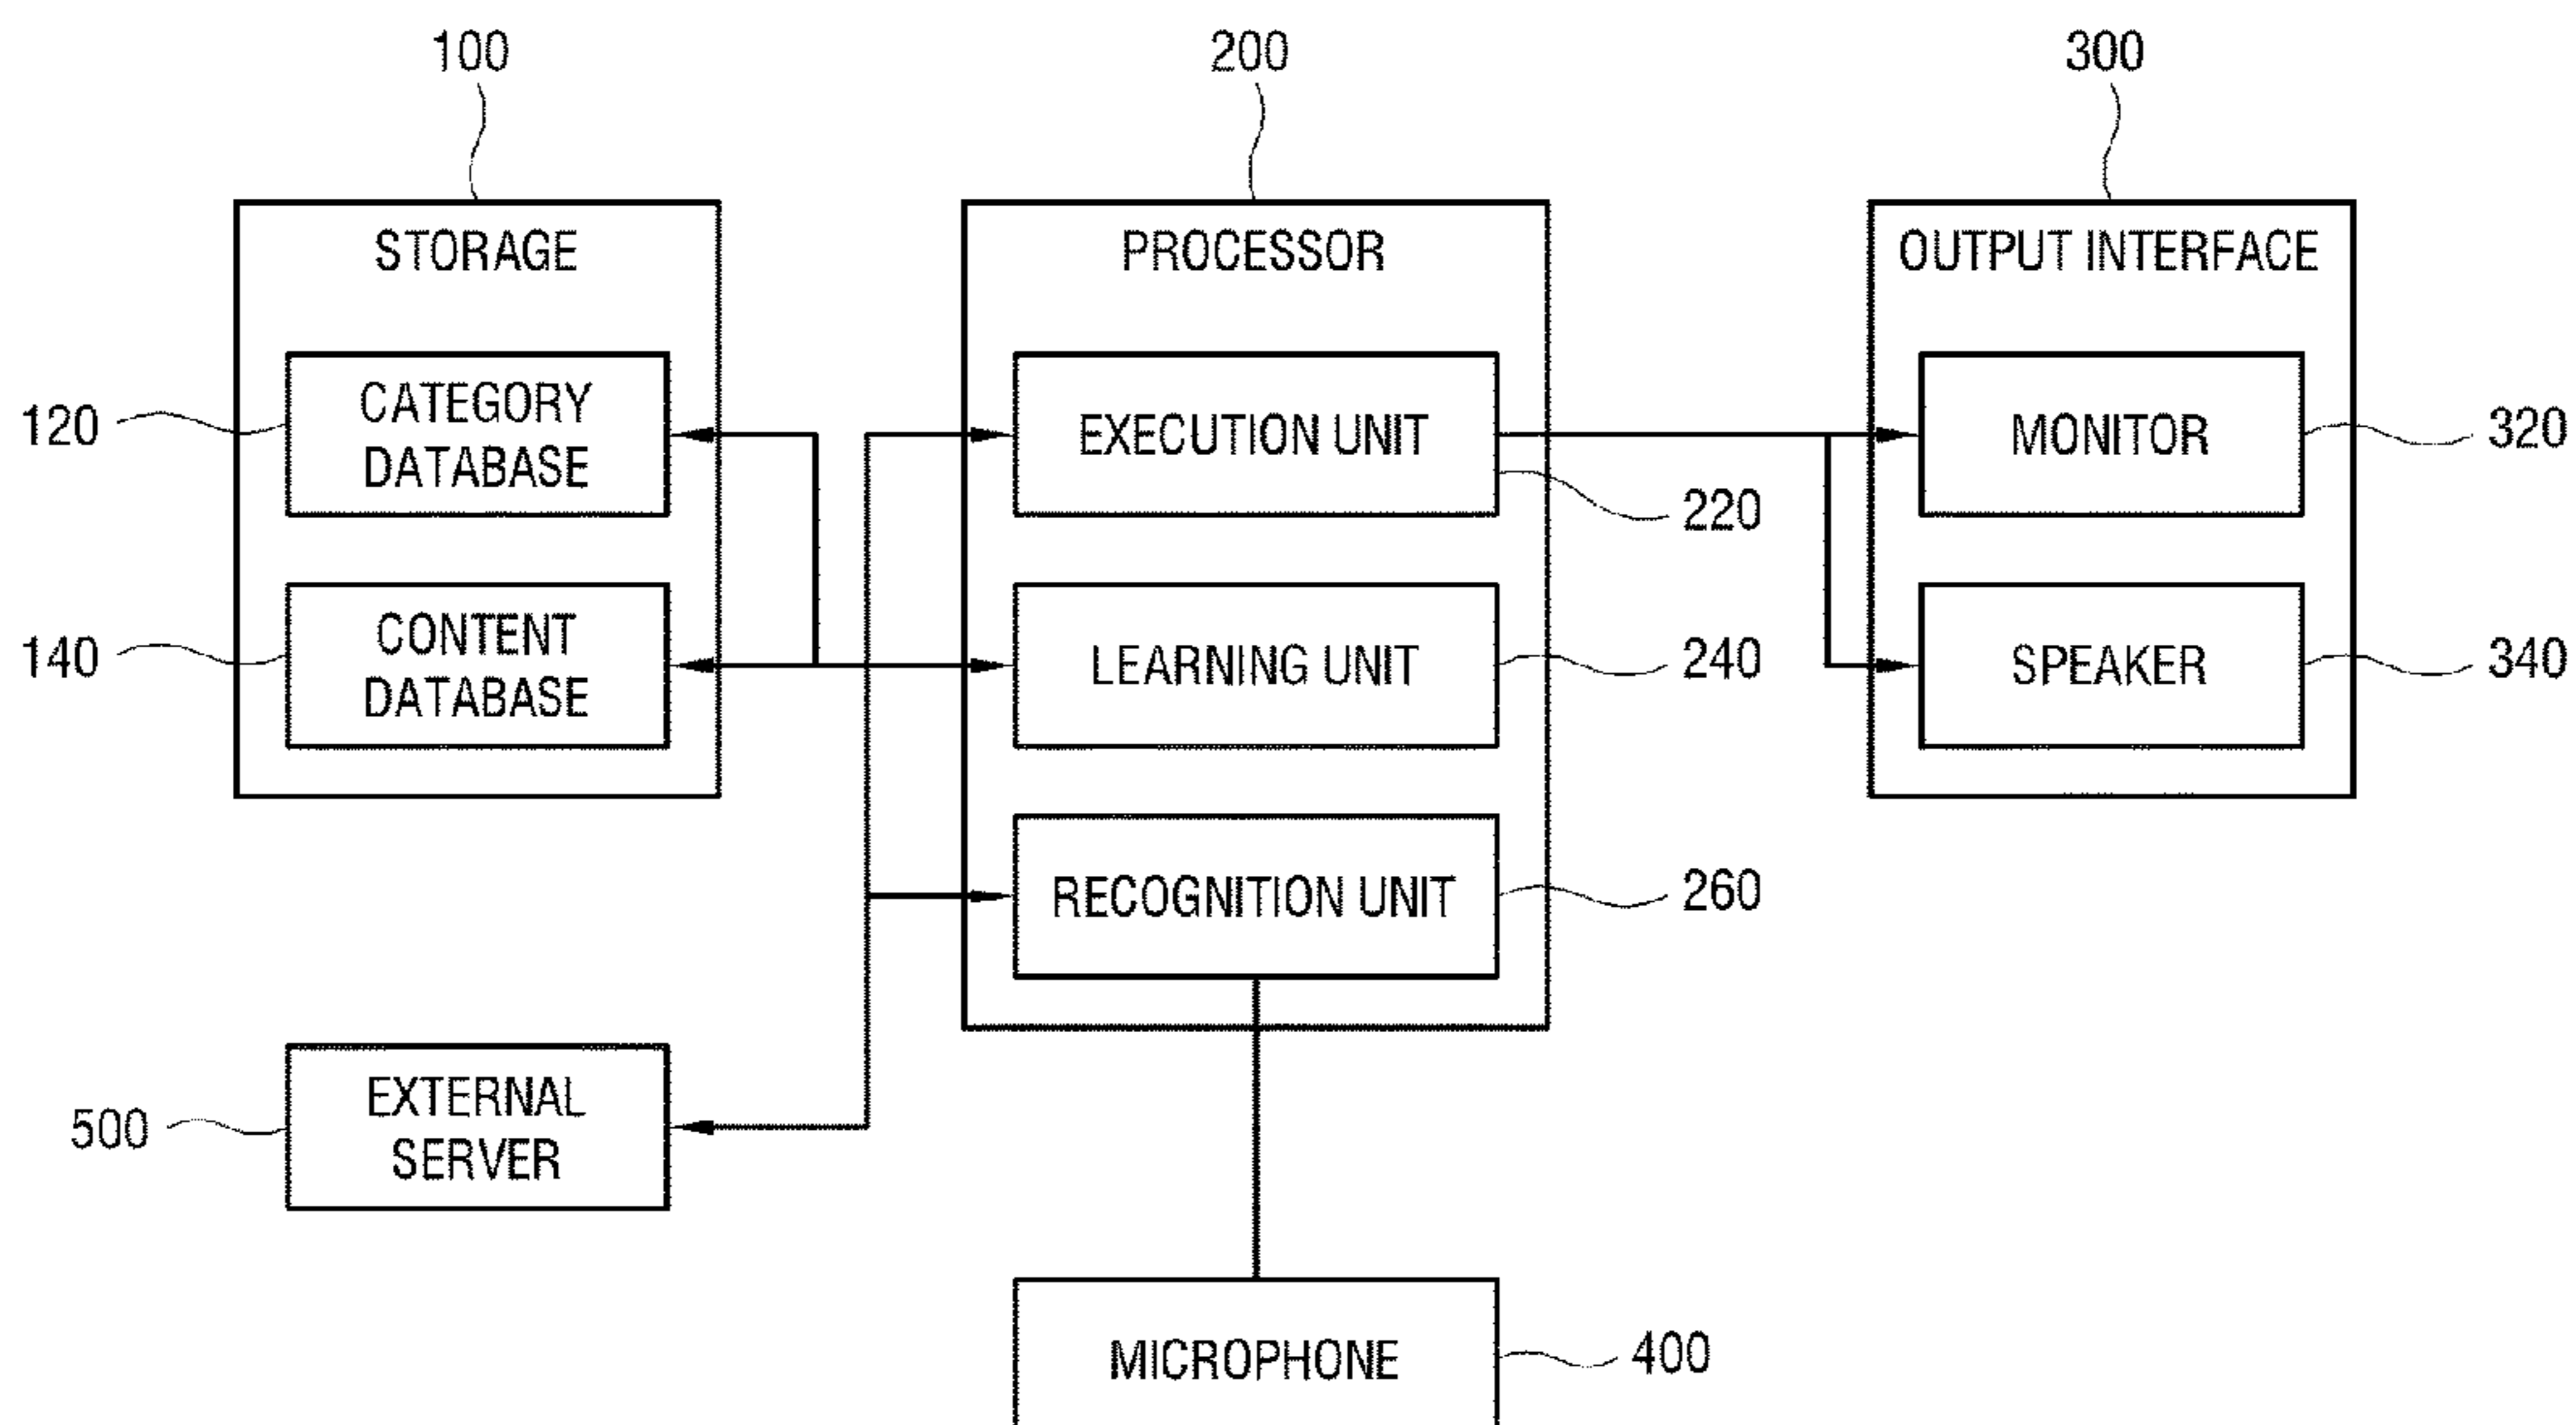 100
200
300
STORAGE
PROCESSOR
OUTPUT INTERFACE
120
CATEGORY
DATABASE
EXECUTION UNIT
220
MONITOR
320
140
CONTENT
DATABASE
LEARNING UNIT
240
SPEAKER
340
RECOGNITION UNIT
260
500
EXTERNAL
SERVER
MICROPHONE
400